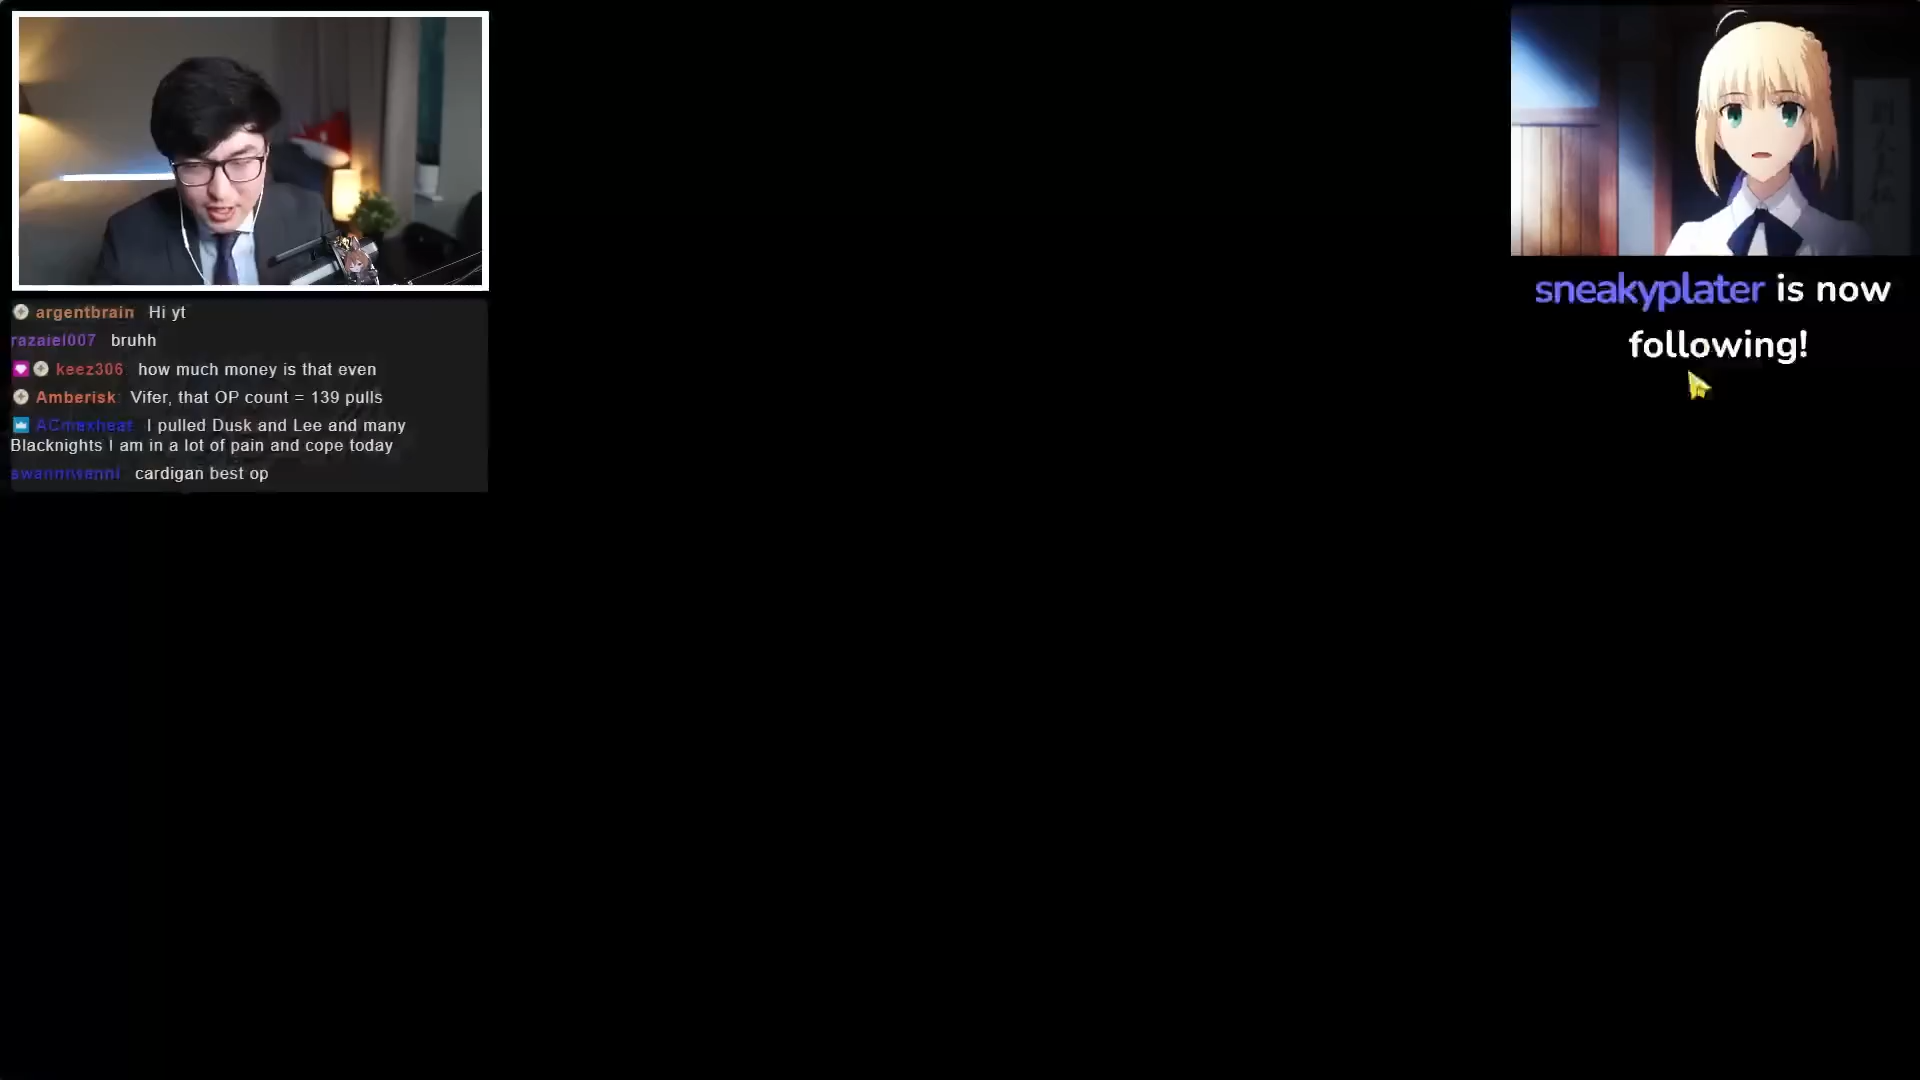 argentbrain Hi yt
razaiel007 bruhh
keez306 how much money is that even
Amberisk: Vifer, that OP count = 139 pulls
ACmexheat I pulled Dusk and Lee and many
Blacknights I am in a lot of pain and cope today
cardigan best op
sneakyplater is now
following!